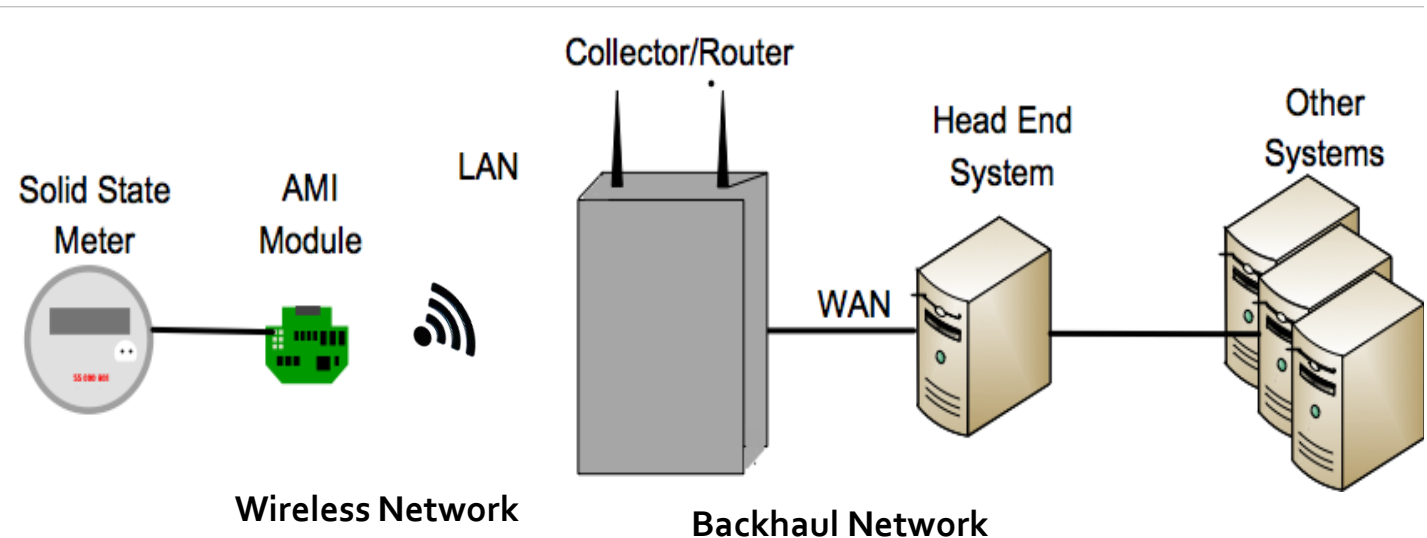 Collector/Router
Head End
System
Other
Systems
LAN
Solid State
Meter
AMI
Module
WAN
Wireless Network
Backhaul Network